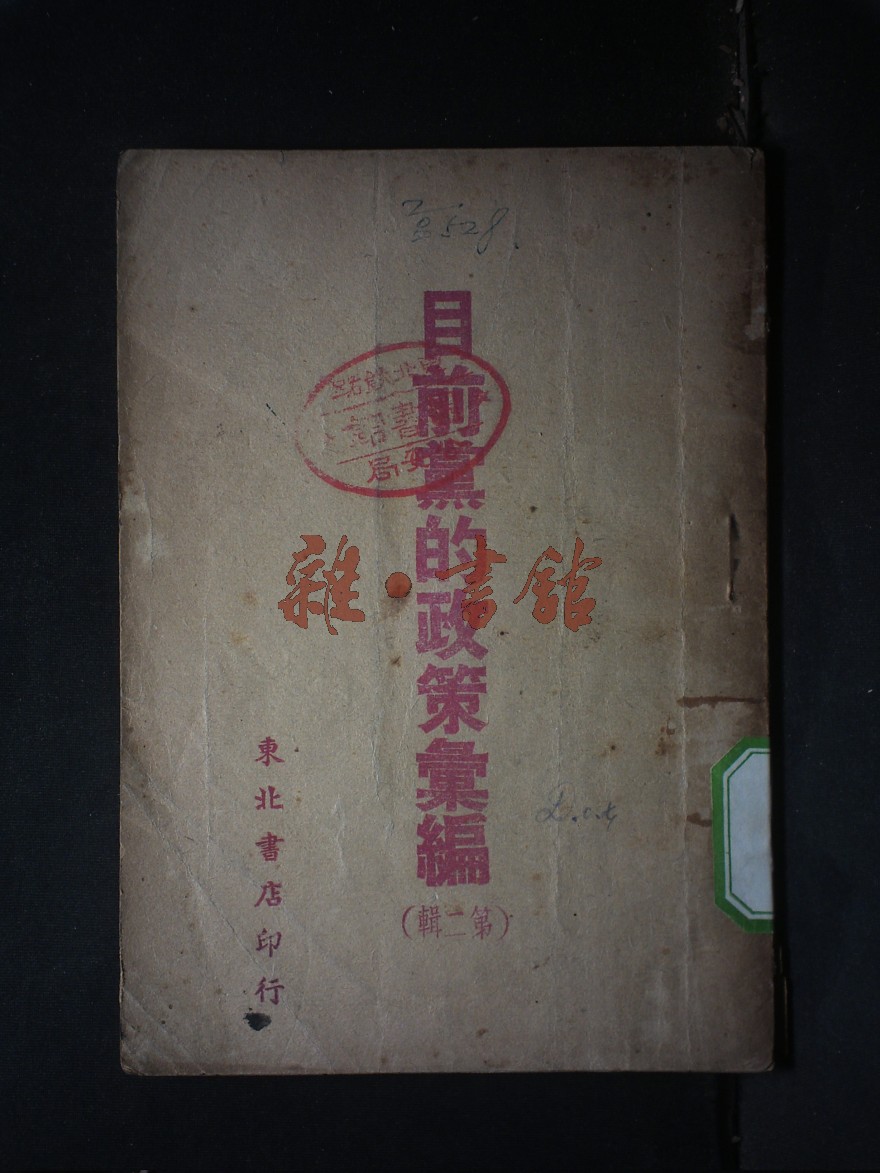 目前黨的政策彙編
(第二輯)
東北書店印行
雜·書館
528